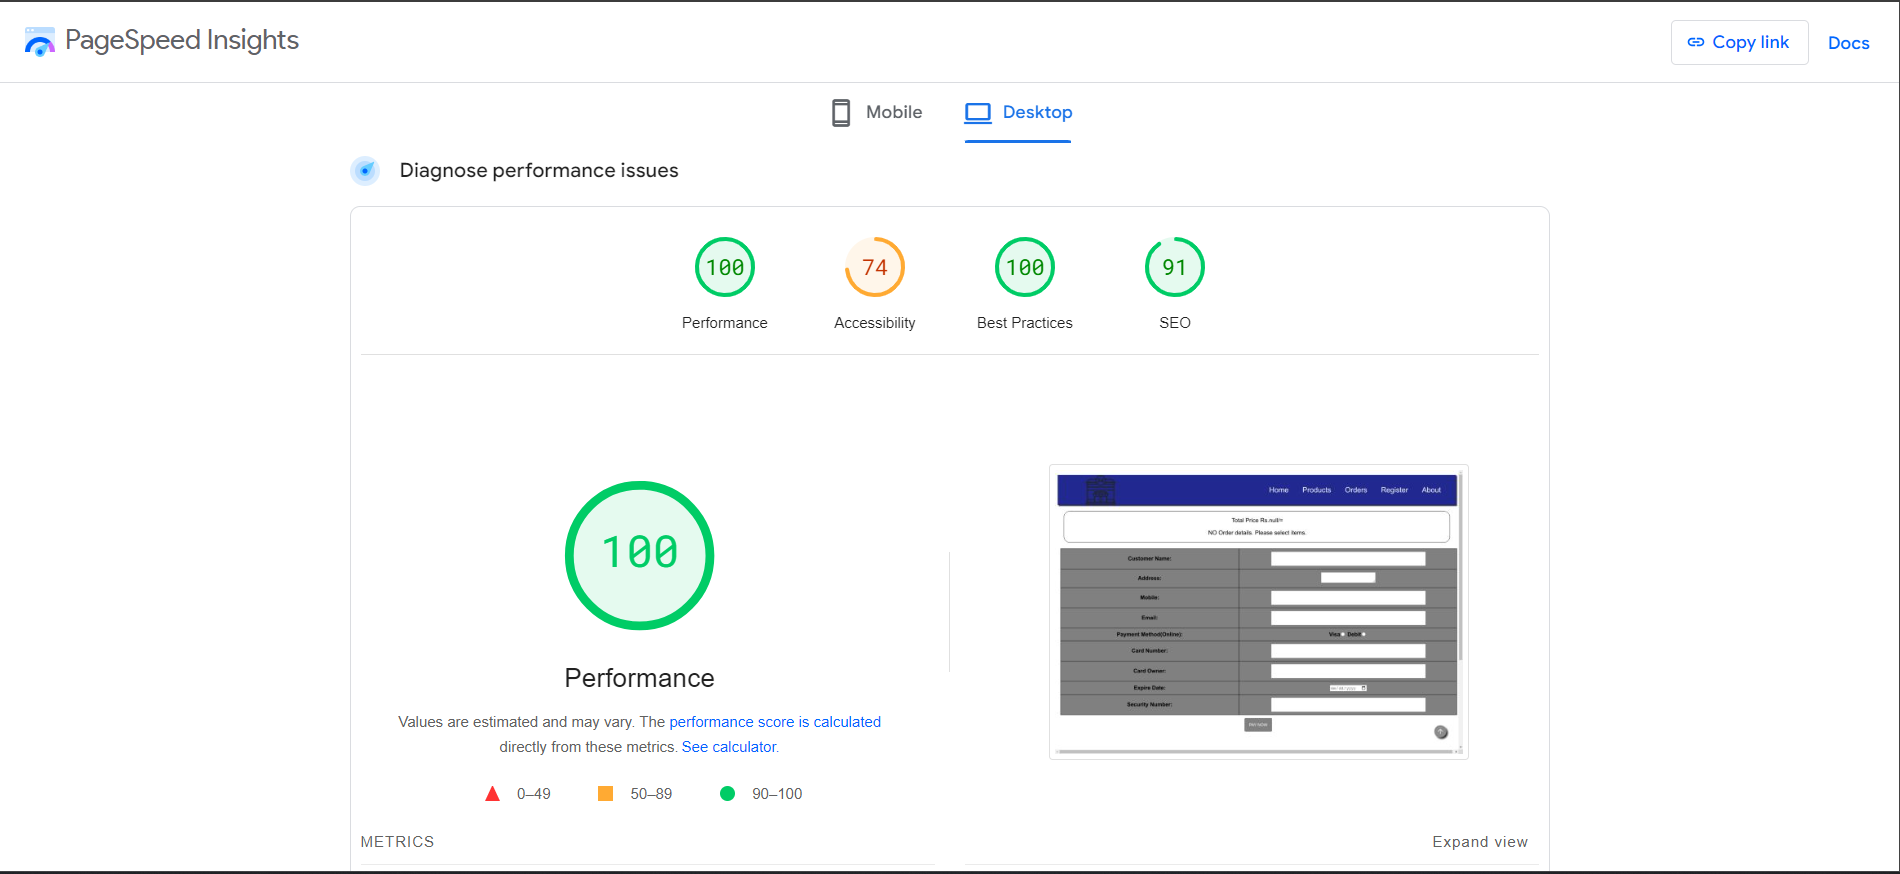 PageSpeed Insights
Copy link
Docs
Mobile
Desktop
Diagnose performance issues
100
74
100
91
Performance
Accessibility
Best Practices
SEO
100
Performance
Values are estimated and may vary. The performance score is calculated
directly from these metrics. See calculator.
0–49
50–89
90–100
Home Products Orders Register About
Total Price Rs.null/=
NO Order details. Please select items.
Customer Name:
Address:
Mobile:
Email:
Payment Method(Online):
Visa Debit
Card Number:
Card Owner:
Expire Date:
Security Number:
PAY NOW
METRICS
Expand view